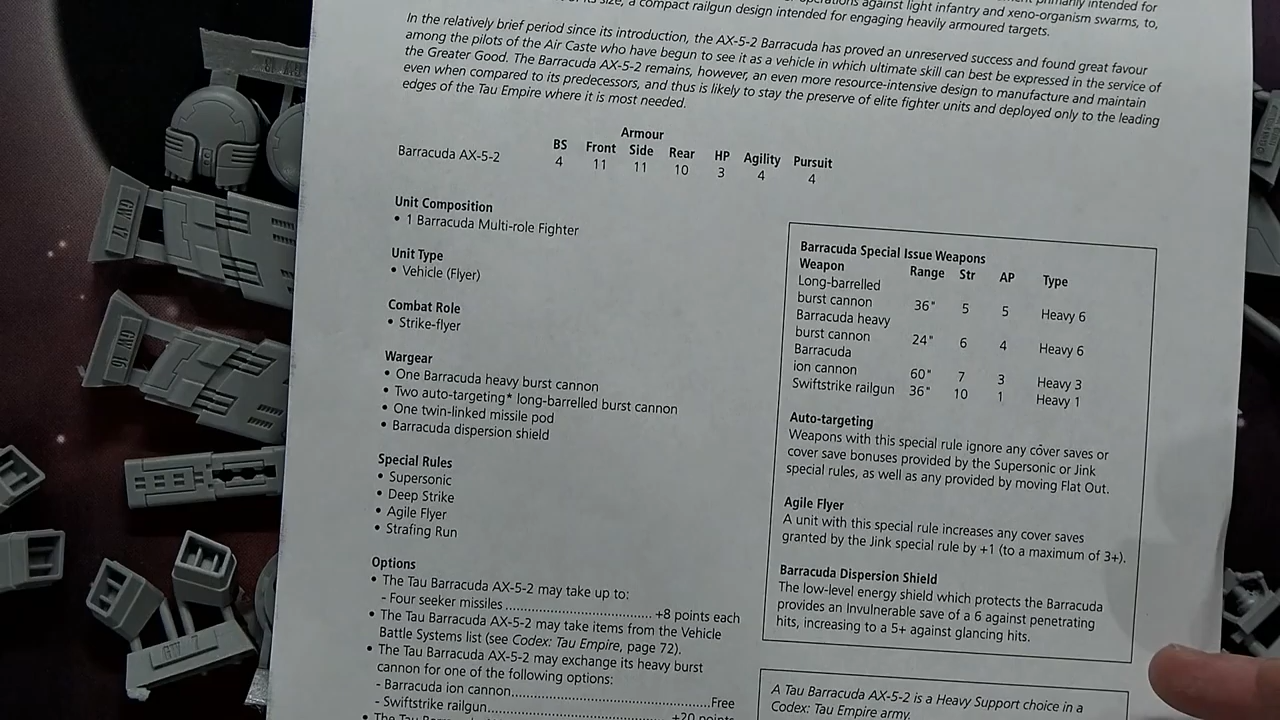 primarily intended for
operations against light infantry and xeno-organism swarms, to,
of its size, a compact railgun design intended for engaging heavily armoured targets.
In the relatively brief period since its introduction, the AX-5-2 Barracuda has proved an unreserved success and found great favour
among the pilots of the Air Caste who have begun to see it as a vehicle in which ultimate skill can best be expressed in the service of
the Greater Good. The Barracuda AX-5-2 remains, however, an even more resource-intensive design to manufacture and maintain
even when compared to its predecessors, and thus is likely to stay the preserve of elite fighter units and deployed only to the leading
edges of the Tau Empire where it is most needed.
Armour
BS Front Side Rear HP Agility Pursuit
Barracuda AX-5-2 4 11 11 10 3 4 4
Unit Composition
• 1 Barracuda Multi-role Fighter
Unit Type
• Vehicle (Flyer)
Combat Role
• Strike-flyer
Wargear
• One Barracuda heavy burst cannon
• Two auto-targeting* long-barrelled burst cannon
• One twin-linked missile pod
• Barracuda dispersion shield
Special Rules
• Supersonic
• Deep Strike
• Agile Flyer
• Strafing Run
Options
• The Tau Barracuda AX-5-2 may take up to:
- Four seeker missiles ........................................ +8 points each
• The Tau Barracuda AX-5-2 may take items from the Vehicle
Battle Systems list (see Codex: Tau Empire, page 72).
• The Tau Barracuda AX-5-2 may exchange its heavy burst
cannon for one of the following options:
- Barracuda ion cannon........................................Free
- Swiftstrike railgun........................................+20 points
Barracuda Special Issue Weapons
Weapon Range Str AP Type
Long-barrelled
burst cannon 36" 5 5 Heavy 6
Barracuda heavy
burst cannon 24" 6 4 Heavy 6
Barracuda
ion cannon 60" 7 3 Heavy 3
Swiftstrike railgun 36" 10 1 Heavy 1
Auto-targeting
Weapons with this special rule ignore any cover saves or
cover save bonuses provided by the Supersonic or Jink
special rules, as well as any provided by moving Flat Out.
Agile Flyer
A unit with this special rule increases any cover saves
granted by the Jink special rule by +1 (to a maximum of 3+).
Barracuda Dispersion Shield
The low-level energy shield which protects the Barracuda
provides an Invulnerable save of a 6 against penetrating
hits, increasing to a 5+ against glancing hits.
A Tau Barracuda AX-5-2 is a Heavy Support choice in a
Codex: Tau Empire army.
GW 17
GW 16